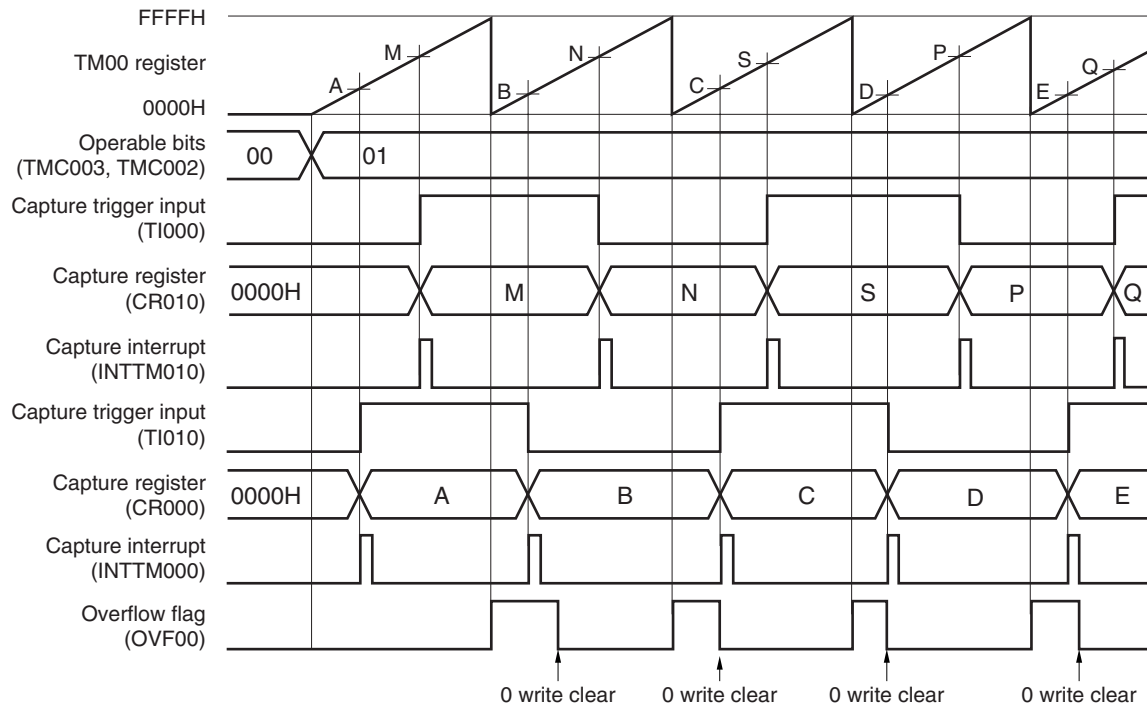 FFFFH
TM00 register
0000H
A M B N C S D P E Q
Operable bits
(TMC003, TMC002)
00 01
Capture trigger input
(TI000)
Capture register
(CR010)
0000H M N S P Q
Capture interrupt
(INTTM010)
Capture trigger input
(TI010)
Capture register
(CR000)
0000H A B C D E
Capture interrupt
(INTTM000)
Overflow flag
(OVF00)
0 write clear 0 write clear 0 write clear 0 write clear